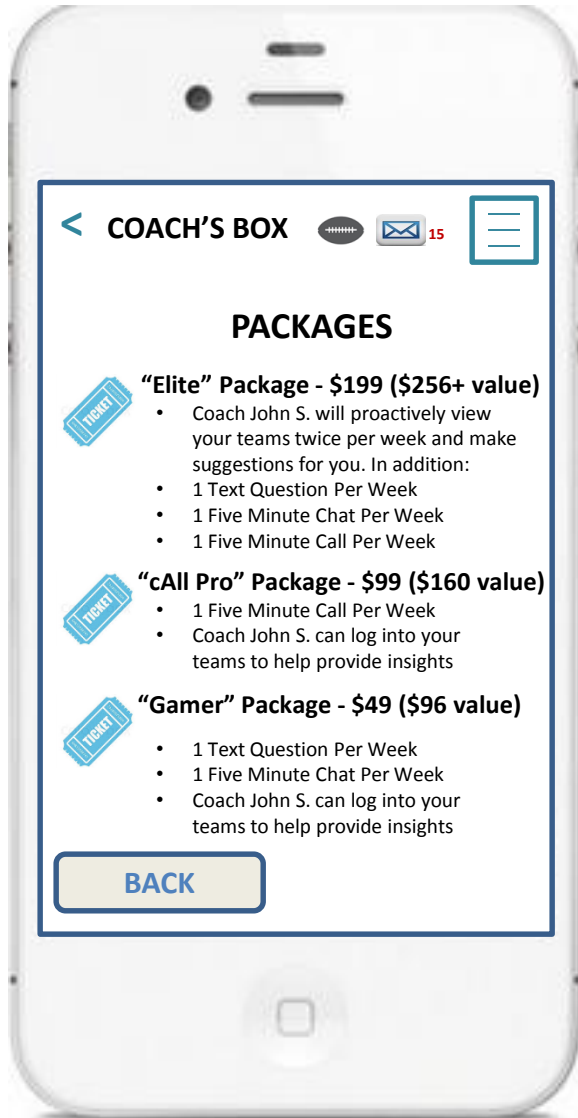 < COACH'S BOX 15
PACKAGES
TICKET
“Elite” Package - $199 ($256+ value)
• Coach John S. will proactively view
your teams twice per week and make
suggestions for you. In addition:
• 1 Text Question Per Week
• 1 Five Minute Chat Per Week
• 1 Five Minute Call Per Week
TICKET
“cAll Pro” Package - $99 ($160 value)
• 1 Five Minute Call Per Week
• Coach John S. can log into your
teams to help provide insights
TICKET
“Gamer” Package - $49 ($96 value)
• 1 Text Question Per Week
• 1 Five Minute Chat Per Week
• Coach John S. can log into your
teams to help provide insights
BACK